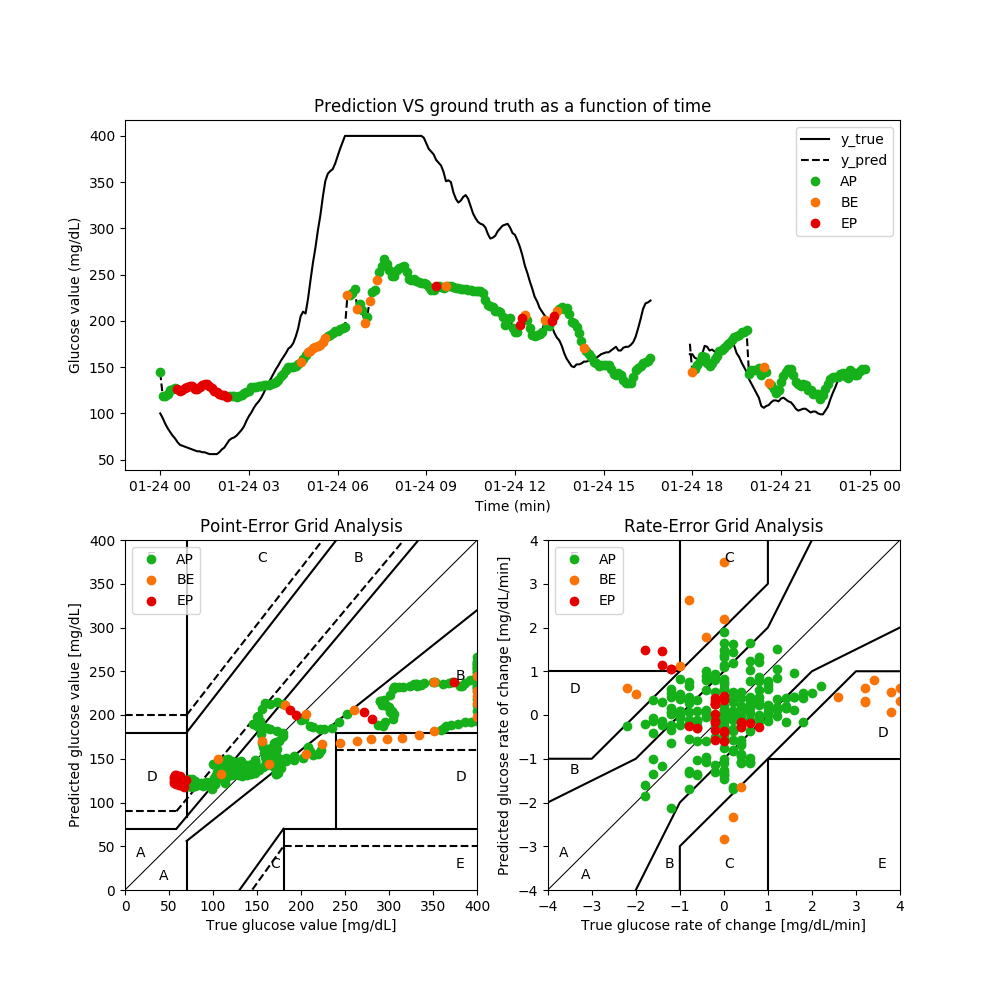 Prediction VS ground truth as a function of time
Glucose value (mg/dL)
400
350
300
250
200
150
100
50
y_true
y_pred
AP
BE
EP
01-24 00 01-24 03 01-24 06 01-24 09 01-24 12 01-24 15 01-24 18 01-24 21 01-25 00
Time (min)
Point-Error Grid Analysis
Predicted glucose value [mg/dL]
400
350
300
250
200
150
100
50
0
AP
BE
EP
C
B
B
D
D
A
A
C
E
0 50 100 150 200 250 300 350 400
True glucose value [mg/dL]
Rate-Error Grid Analysis
Predicted glucose rate of change [mg/dL/min]
4
3
2
1
0
−1
−2
−3
−4
AP
BE
EP
C
D
D
B
A
A
B
C
E
−4 −3 −2 −1 0 1 2 3 4
True glucose rate of change [mg/dL/min]